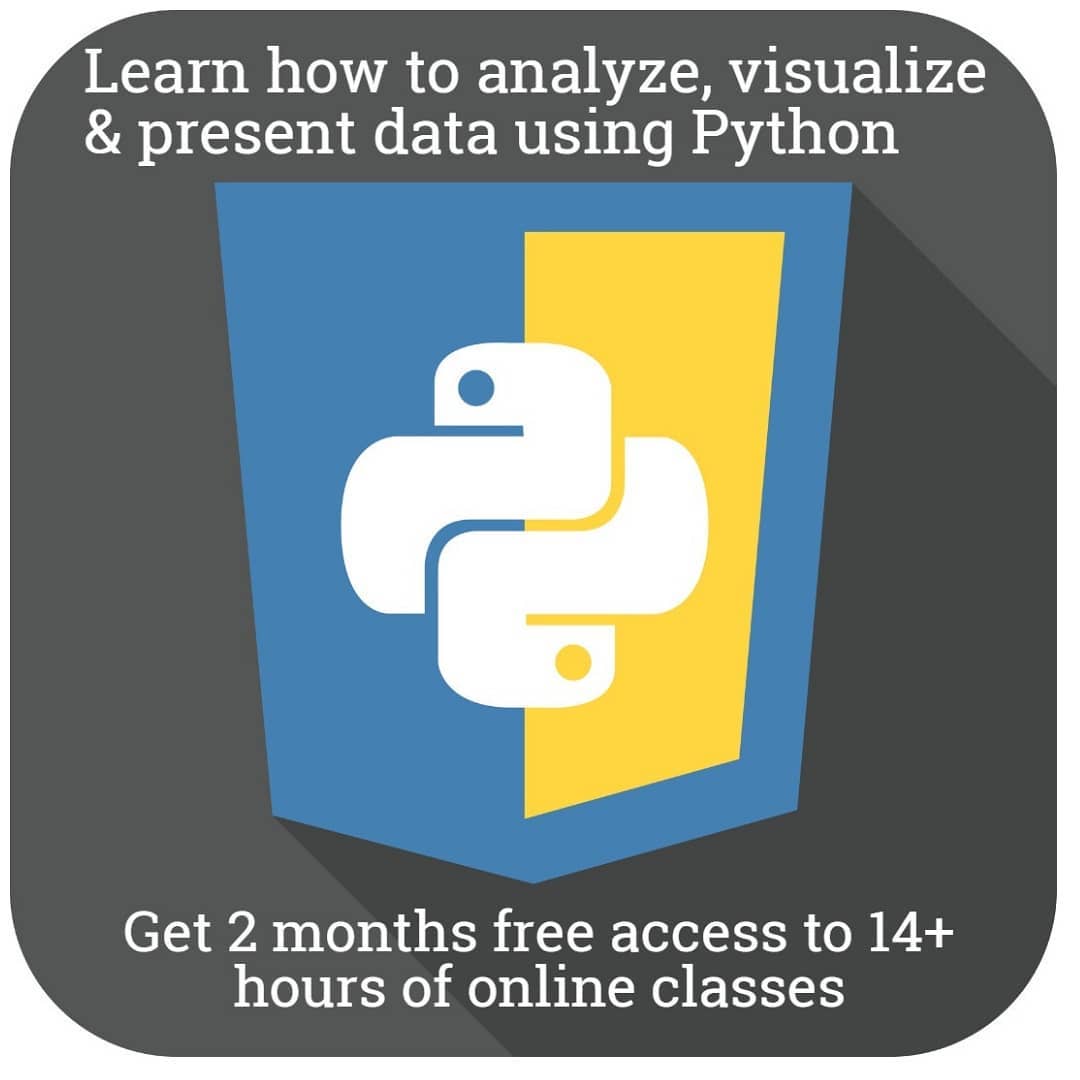 Learn how to analyze, visualize
& present data using Python
Get 2 months free access to 14+
hours of online classes